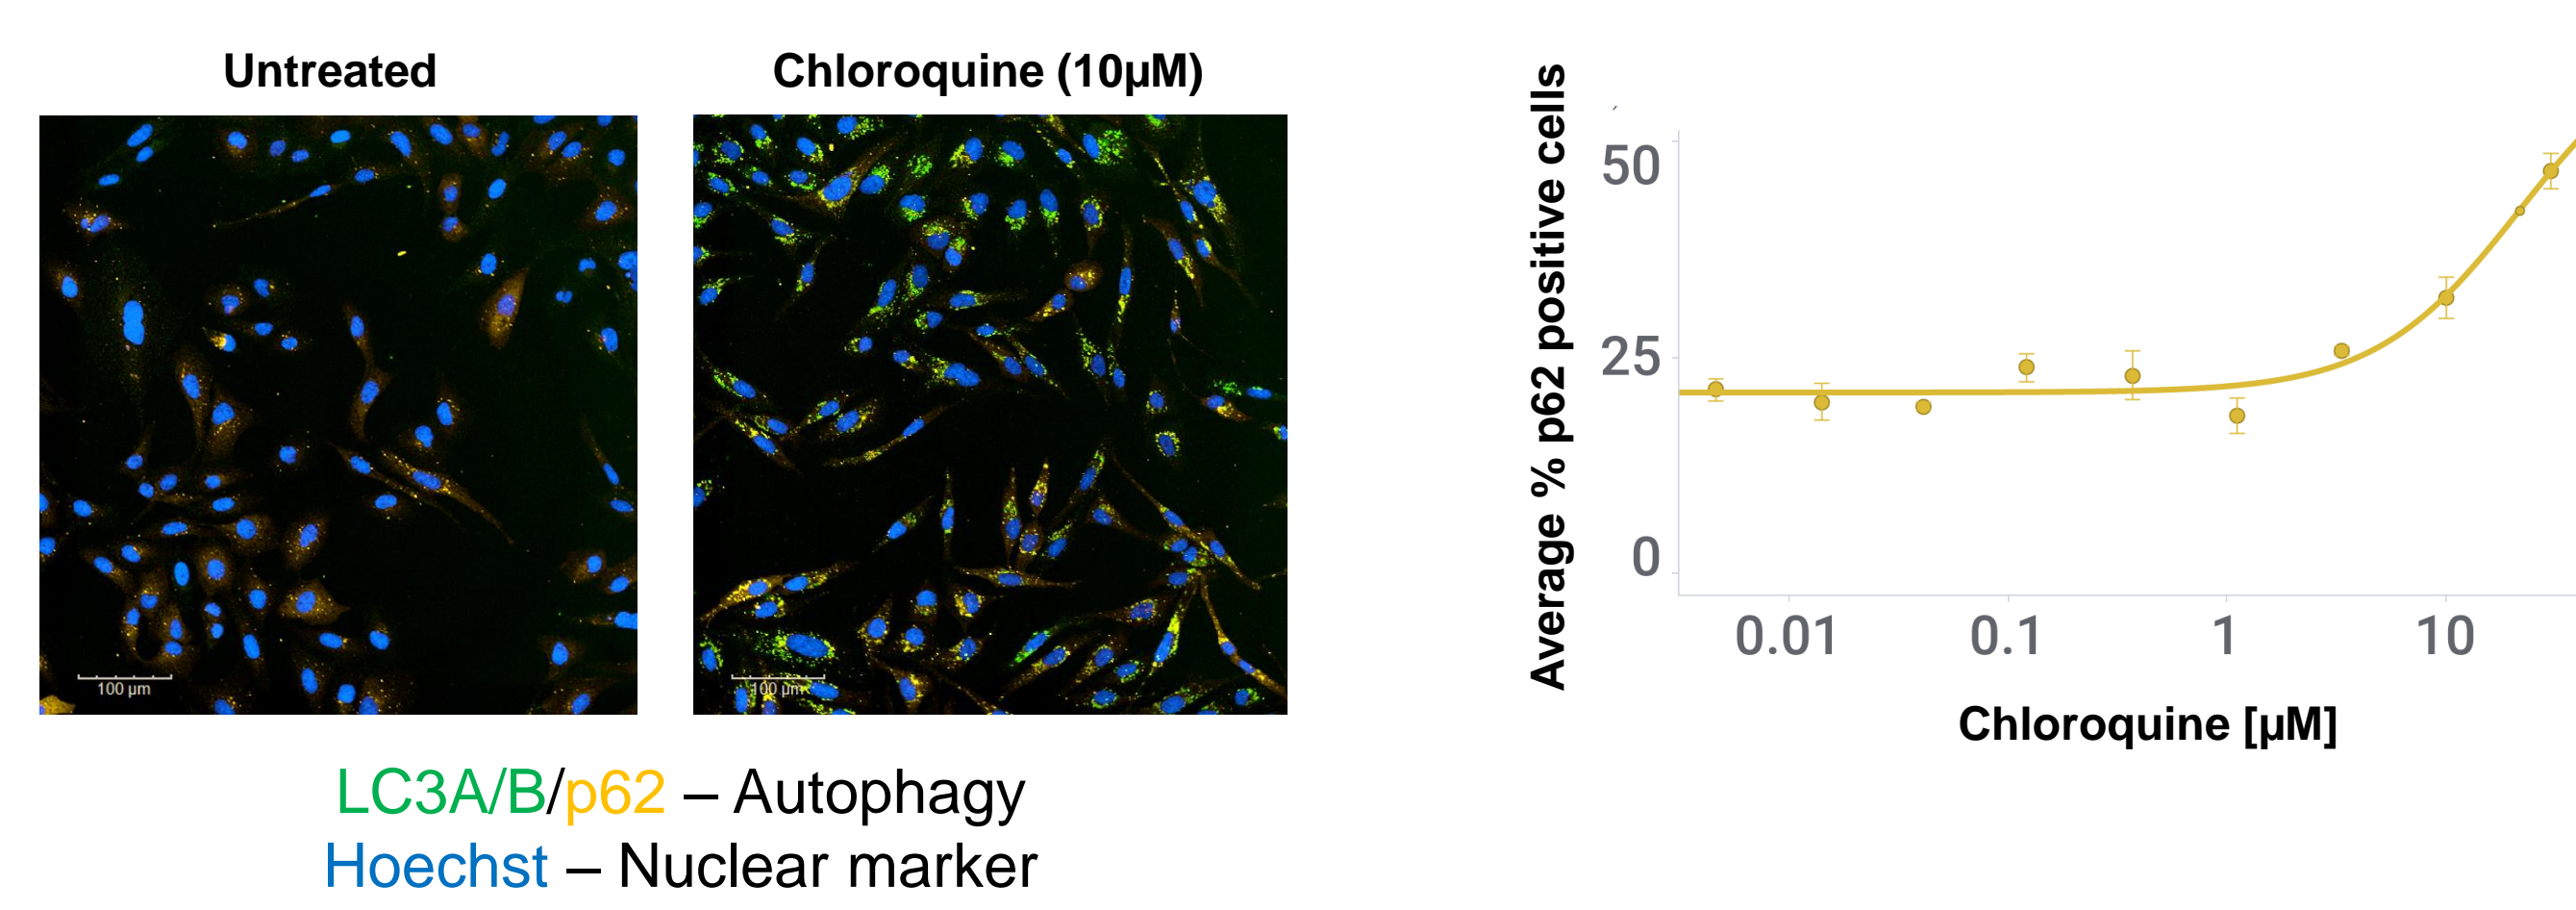 Untreated
Chloroquine (10µM)
100 µm
100 µm
LC3A/B/p62 – Autophagy
Hoechst – Nuclear marker
Average % p62 positive cells
50
25
0
0.01 0.1 1 10
Chloroquine [µM]